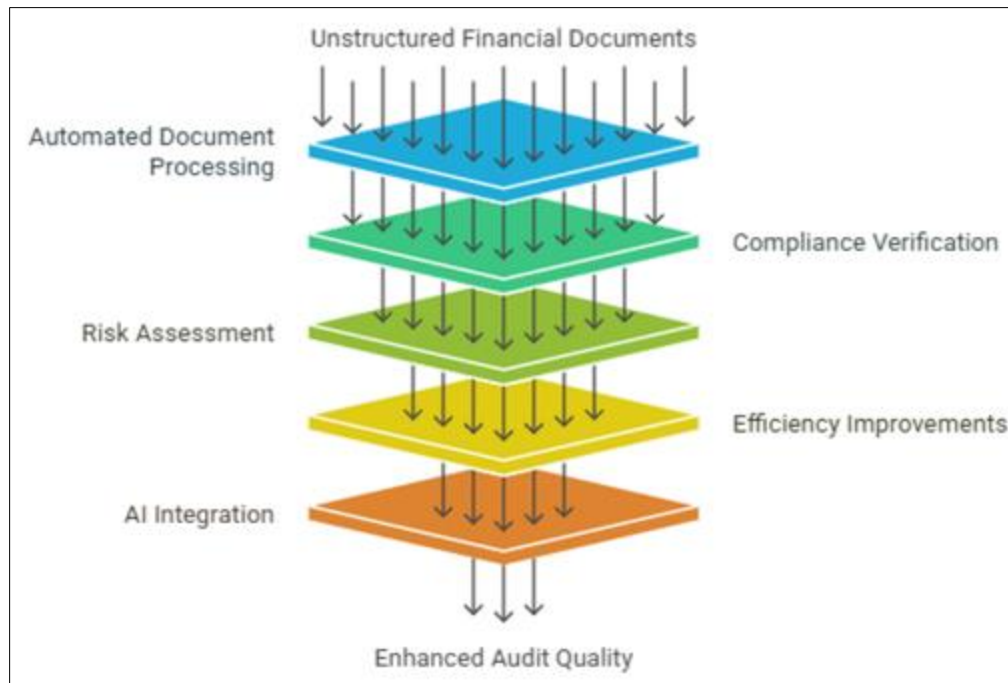 Unstructured Financial Documents
Automated Document
Processing
Compliance Verification
Risk Assessment
Efficiency Improvements
AI Integration
Enhanced Audit Quality